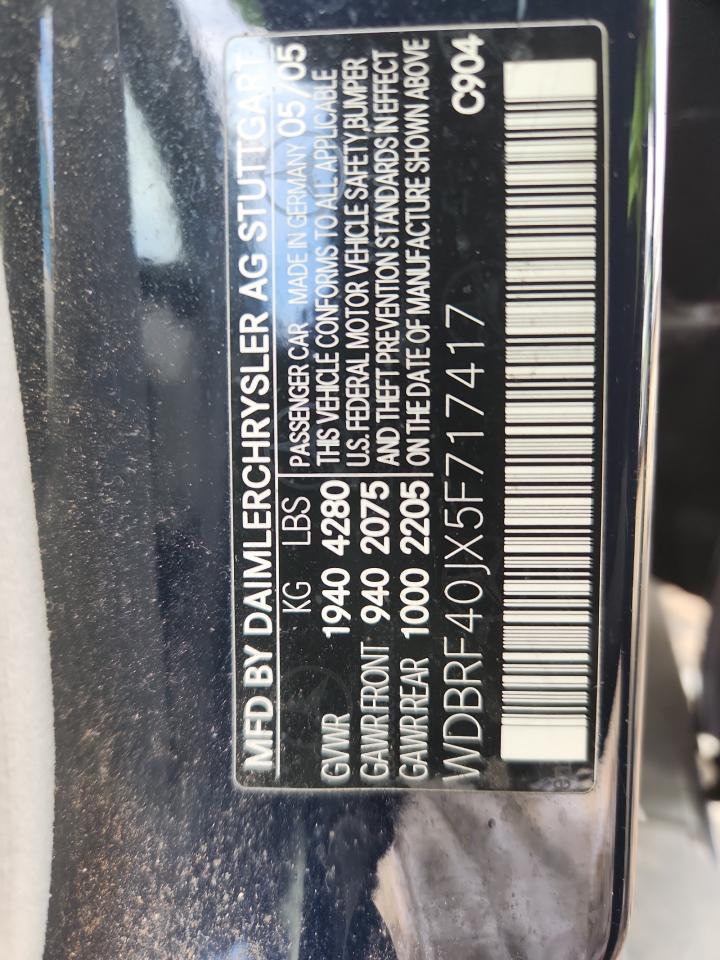 MFD BY DAIMLERCHRYSLER AG STUTTGART
KG LBS
GVWR 1940 4280
GAWR FRONT 940 2075
GAWR REAR 1000 2205
PASSENGER CAR MADE IN GERMANY 05/05
THIS VEHICLE CONFORMS TO ALL APPLICABLE
U.S. FEDERAL MOTOR VEHICLE SAFETY,BUMPER
AND THEFT PREVENTION STANDARDS IN EFFECT
ON THE DATE OF MANUFACTURE SHOWN ABOVE
WDBRF40JX5F717417
C904